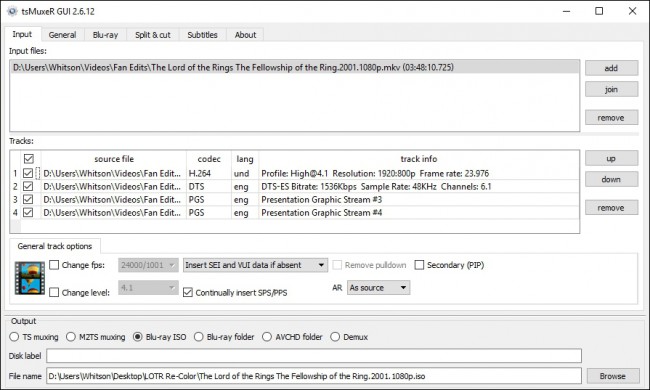 tsMuxeR GUI 2.6.12
Input General Blu-ray Split & cut Subtitles About
Input files:
D:\Users\Whitson\Videos\Fan Edits\The Lord of the Rings The Fellowship of the Ring.2001.1080p.mkv (03:48:10.725)
add
join
remove
Tracks:
source file codec lang track info
1 D:\Users\Whitson\Videos\Fan Edit... H.264 und Profile: High@4.1 Resolution: 1920:800p Frame rate: 23.976
2 D:\Users\Whitson\Videos\Fan Edit... DTS eng DTS-ES Bitrate: 1536Kbps Sample Rate: 48KHz Channels: 6.1
3 D:\Users\Whitson\Videos\Fan Edit... PGS eng Presentation Graphic Stream #3
4 D:\Users\Whitson\Videos\Fan Edit... PGS eng Presentation Graphic Stream #4
up
down
remove
General track options
Change fps: 24000/1001 Insert SEI and VUI data if absent Remove pulldown Secondary (PIP)
Change level: 4.1 Continually insert SPS/PPS AR As source
Output
TS muxing M2TS muxing Blu-ray ISO Blu-ray folder AVCHD folder Demux
Disk label
File name D:\Users\Whitson\Desktop\LOTR Re-Color\The Lord of the Rings The Fellowship of the Ring.2001.1080p.iso Browse